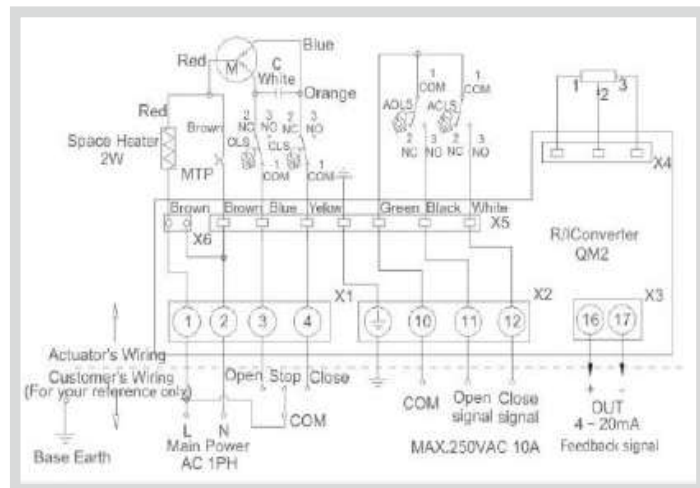 Blue
Red
M
C
White
Orange
Red
Brown
Space Heater
2W
MTP
2 3 2 3
NC NO NC NO
OLS CLS
1 1
COM COM
1 1
COM COM
AOLS ACLS
2 3 2 3
NC NO NC NO
1 2 3
X4
Brown Brown Blue Yellow Green Black White
X6 X5
R/IConverter
QM2
X1 X2 X3
1 2 3 4 10 11 12 16 17
Actuator's Wiring
Customer's Wiring
(For your reference only)
Open Stop Close
COM
+ -
COM
Open signal
Close signal
OUT
4 ~ 20mA
Feedback signal
L N
Main Power
AC 1PH
Base Earth
MAX.250VAC 10A